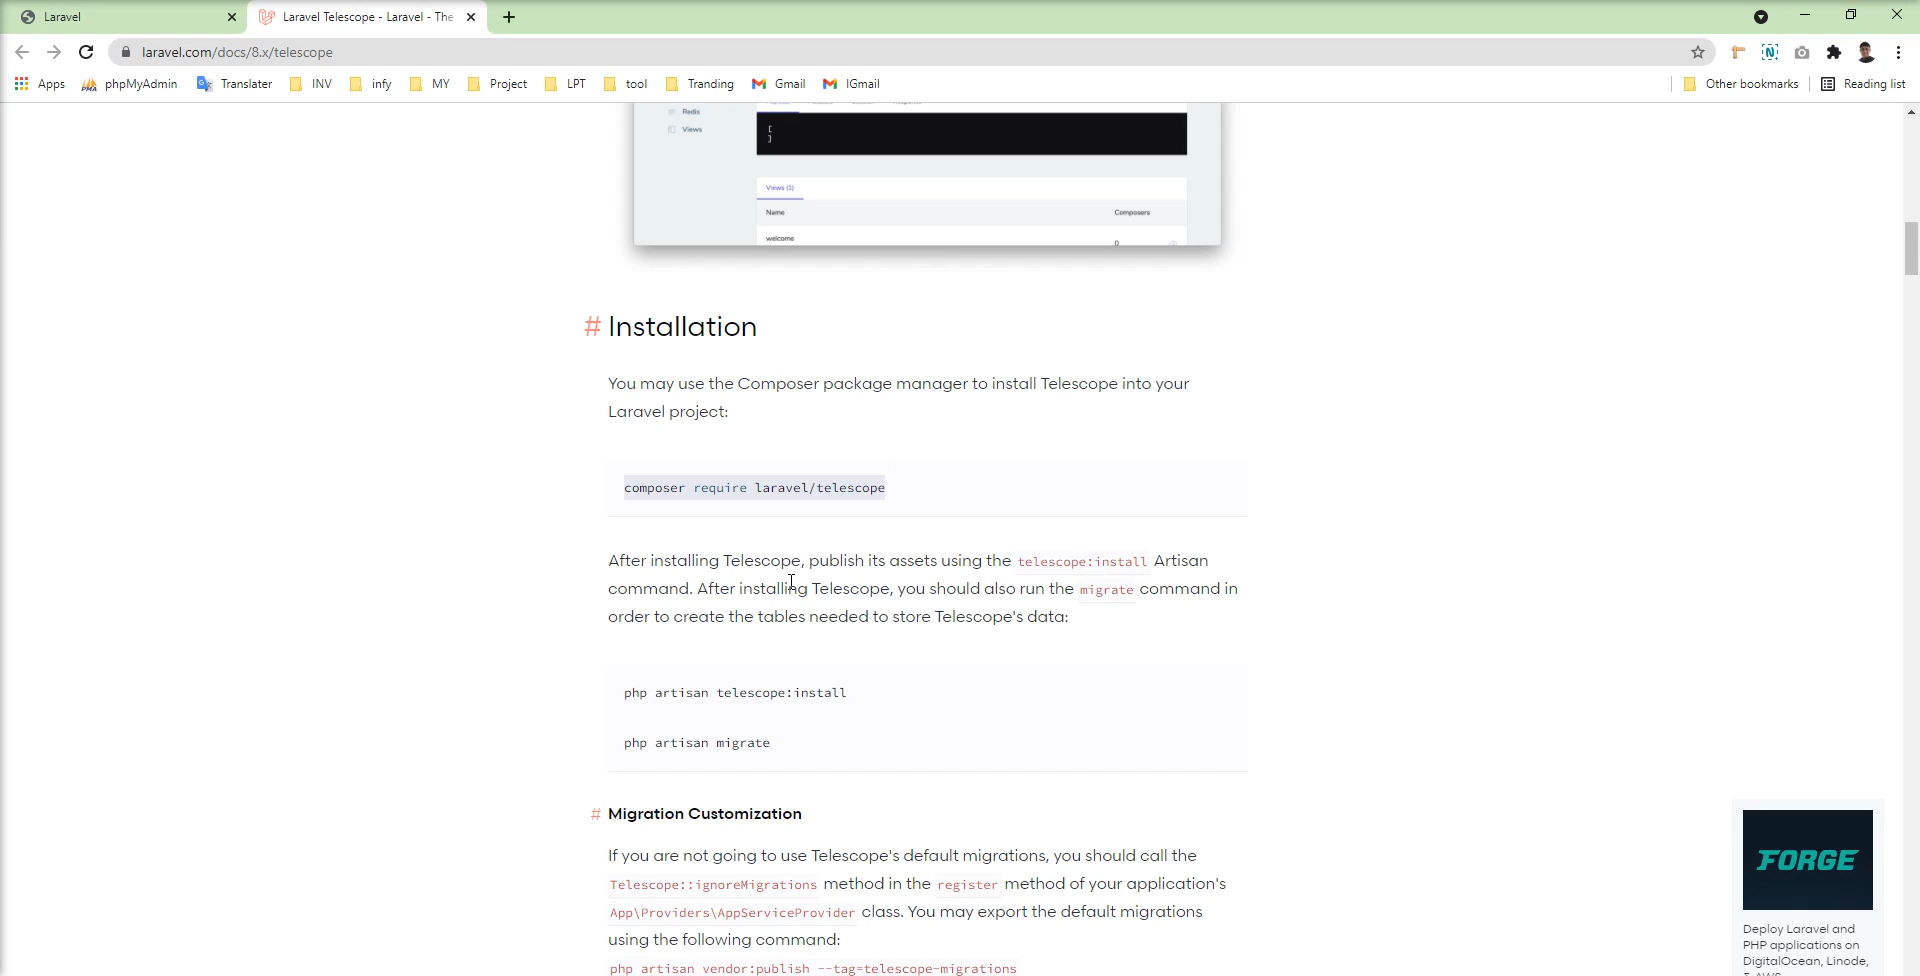 Laravel
Laravel Telescope - Laravel - The
laravel.com/docs/8.x/telescope
Apps
phpMyAdmin
Translater
INV
infy
MY
Project
LPT
tool
Tranding
Gmail
IGmail
Other bookmarks
Reading list
Redis
Views
[
]
Views (1)
Name Composers
welcome 0
# Installation
You may use the Composer package manager to install Telescope into your
Laravel project:
composer require laravel/telescope
After installing Telescope, publish its assets using the telescope:install Artisan
command. After installing Telescope, you should also run the migrate command in
order to create the tables needed to store Telescope's data:
php artisan telescope:install
php artisan migrate
# Migration Customization
If you are not going to use Telescope's default migrations, you should call the
Telescope::ignoreMigrations method in the register method of your application's
App\Providers\AppServiceProvider class. You may export the default migrations
using the following command:
php artisan vendor:publish --tag=telescope-migrations
FORGE
Deploy Laravel and
PHP applications on
DigitalOcean, Linode,
& AWS